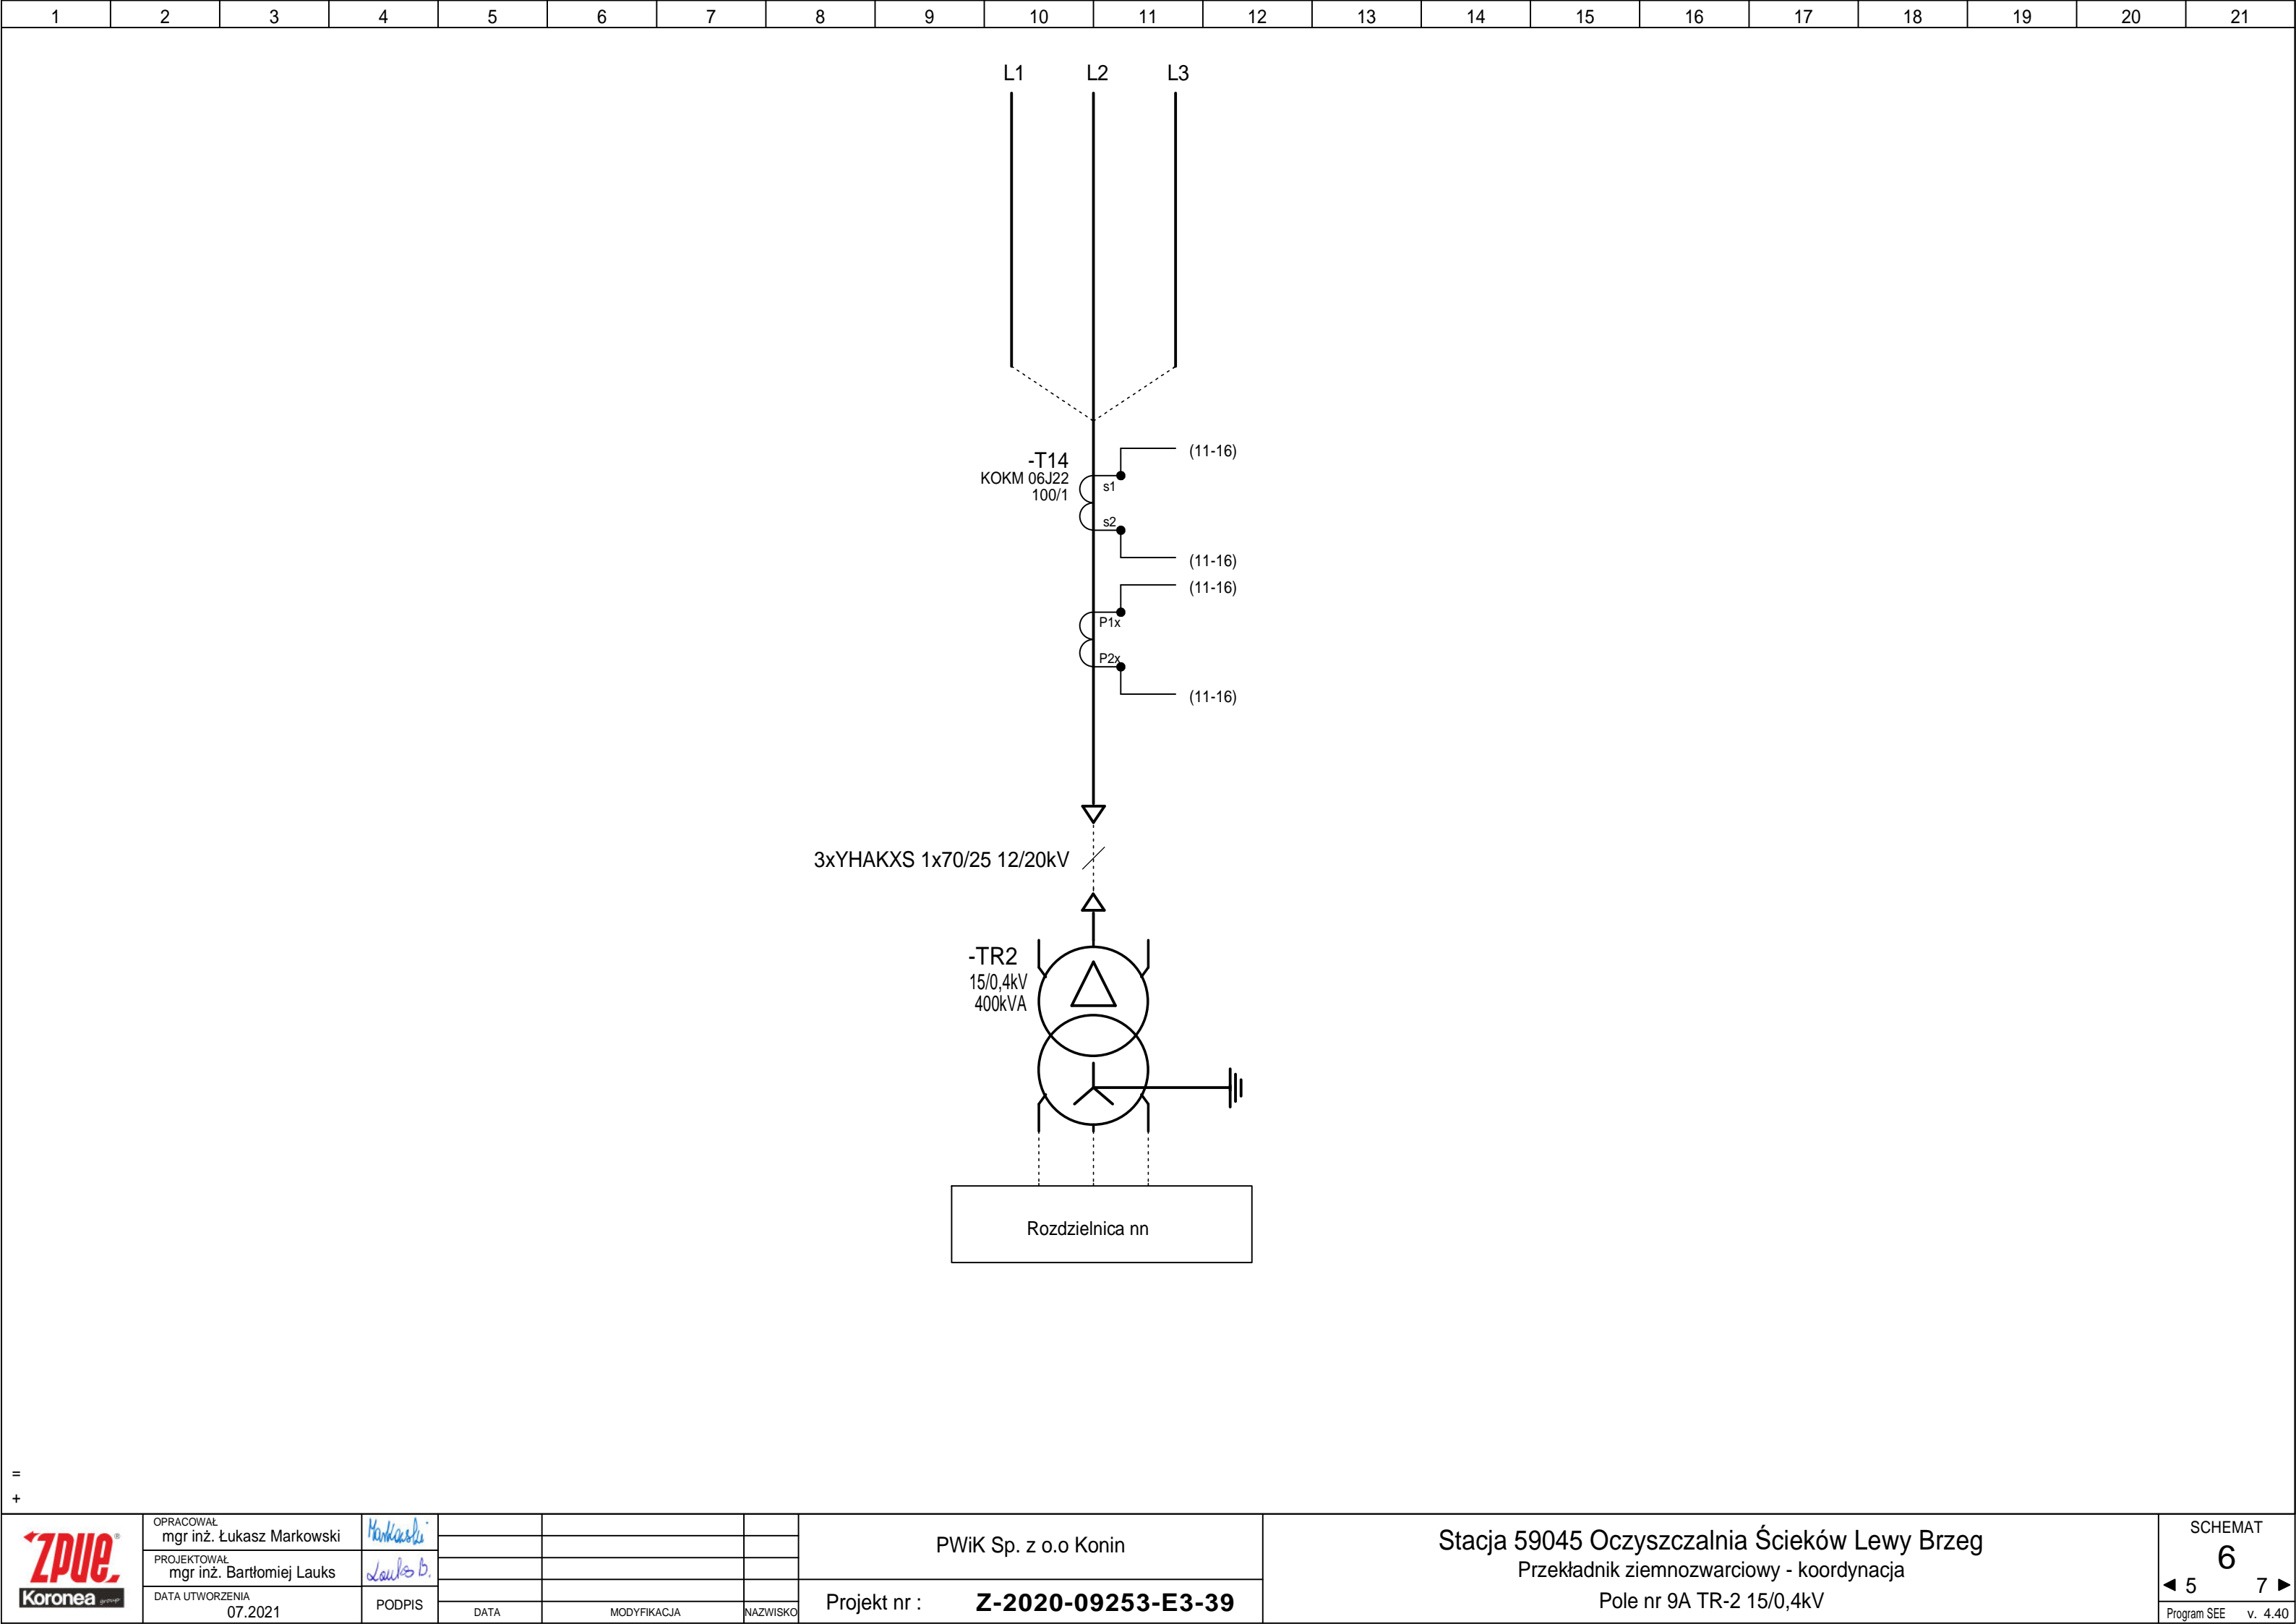 1 2 3 4 5 6 7 8 9 10 11 12 13 14 15 16 17 18 19 20 21
L1 L2 L3
(11-16)
-T14
KOKM 06J22
100/1
s1
s2
(11-16)
(11-16)
P1x
P2x
(11-16)
3xYHAKXS 1x70/25 12/20kV
-TR2
15/0,4kV
400kVA
Rozdzielnica nn
=
+
ZPUE ®
Koronea group
OPRACOWAŁ
mgr inż. Łukasz Markowski
Markowski
PROJEKTOWAŁ
mgr inż. Bartłomiej Lauks
Lauks B.
DATA UTWORZENIA
07.2021
PODPIS
DATA
MODYFIKACJA
NAZWISKO
PWiK Sp. z o.o Konin
Projekt nr : Z-2020-09253-E3-39
Stacja 59045 Oczyszczalnia Ścieków Lewy Brzeg
Przekładnik ziemnozwarciowy - koordynacja
Pole nr 9A TR-2 15/0,4kV
SCHEMAT
6
5 7
Program SEE v. 4.40